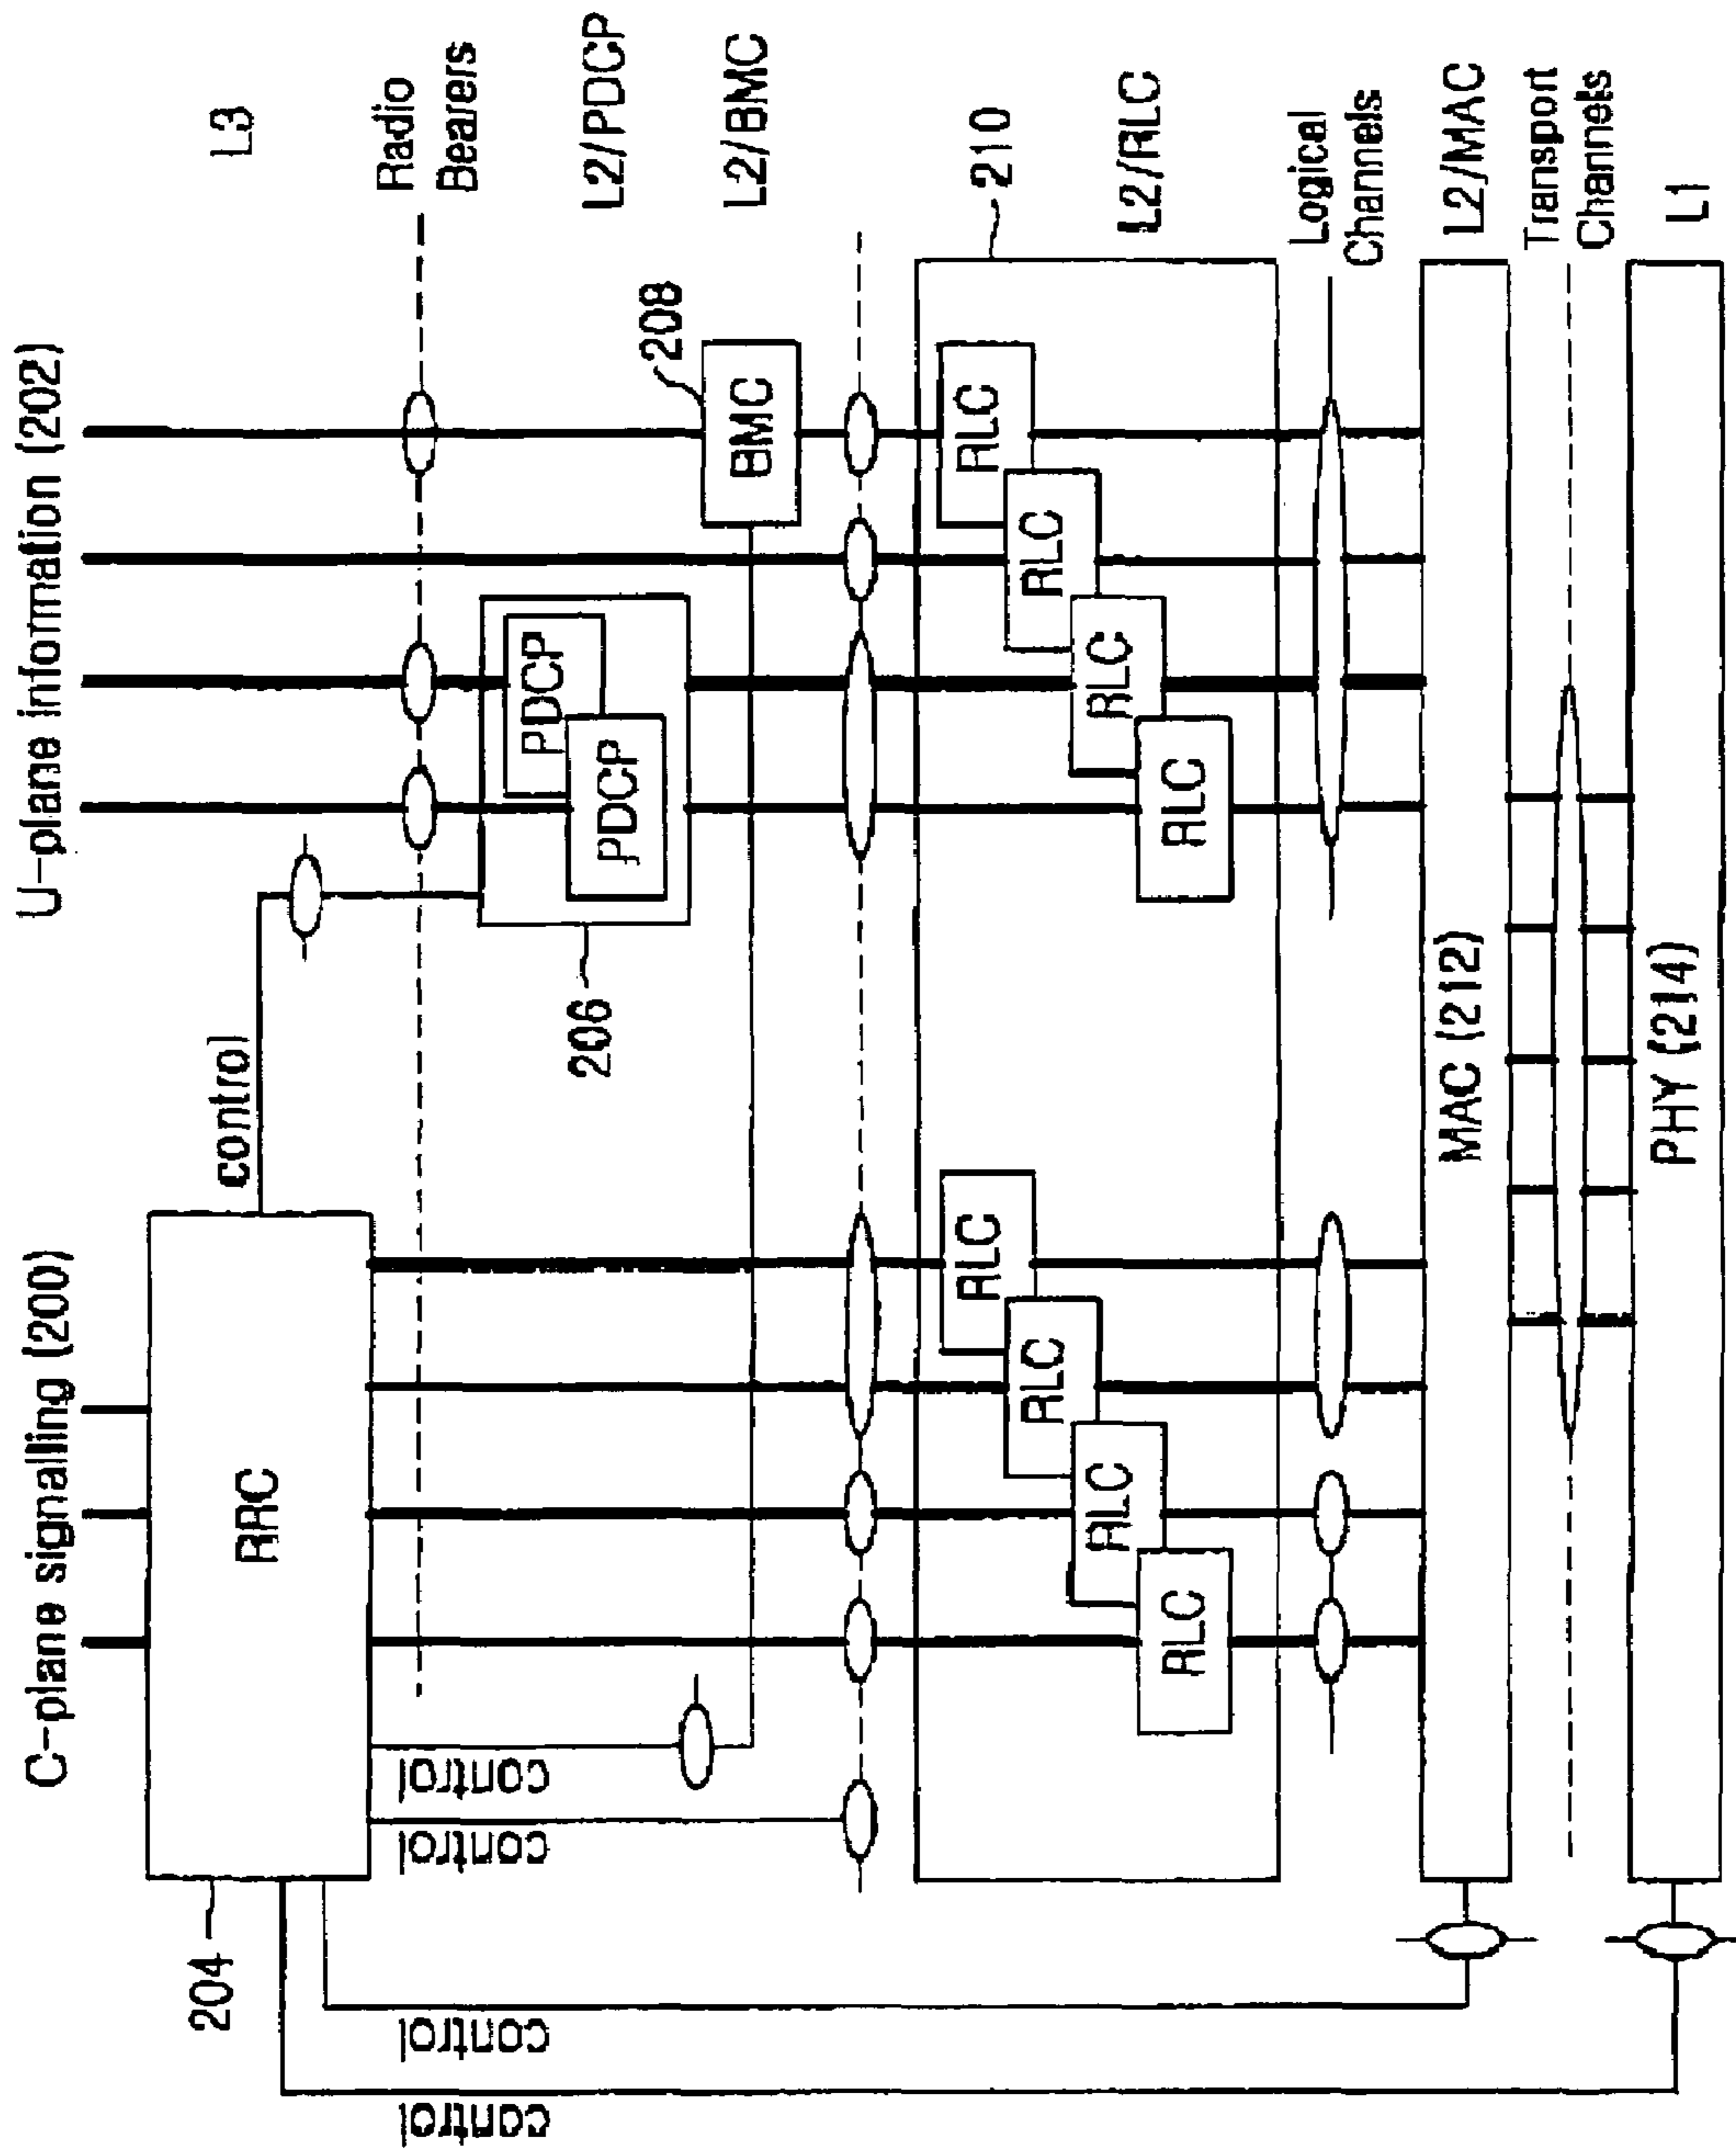 C-plane signalling (200)
U-plane information (202)
204
RRC
control
L3
Radio
Bearers
control
control
control
control
206
PDCP
PDCP
L2/PDCP
208
BMC
L2/BMC
210
RLC
RLC
RLC
RLC
RLC
RLC
RLC
RLC
L2/RLC
Logical
Channels
MAC (212)
L2/MAC
Transport
Channels
PHY (214)
L1